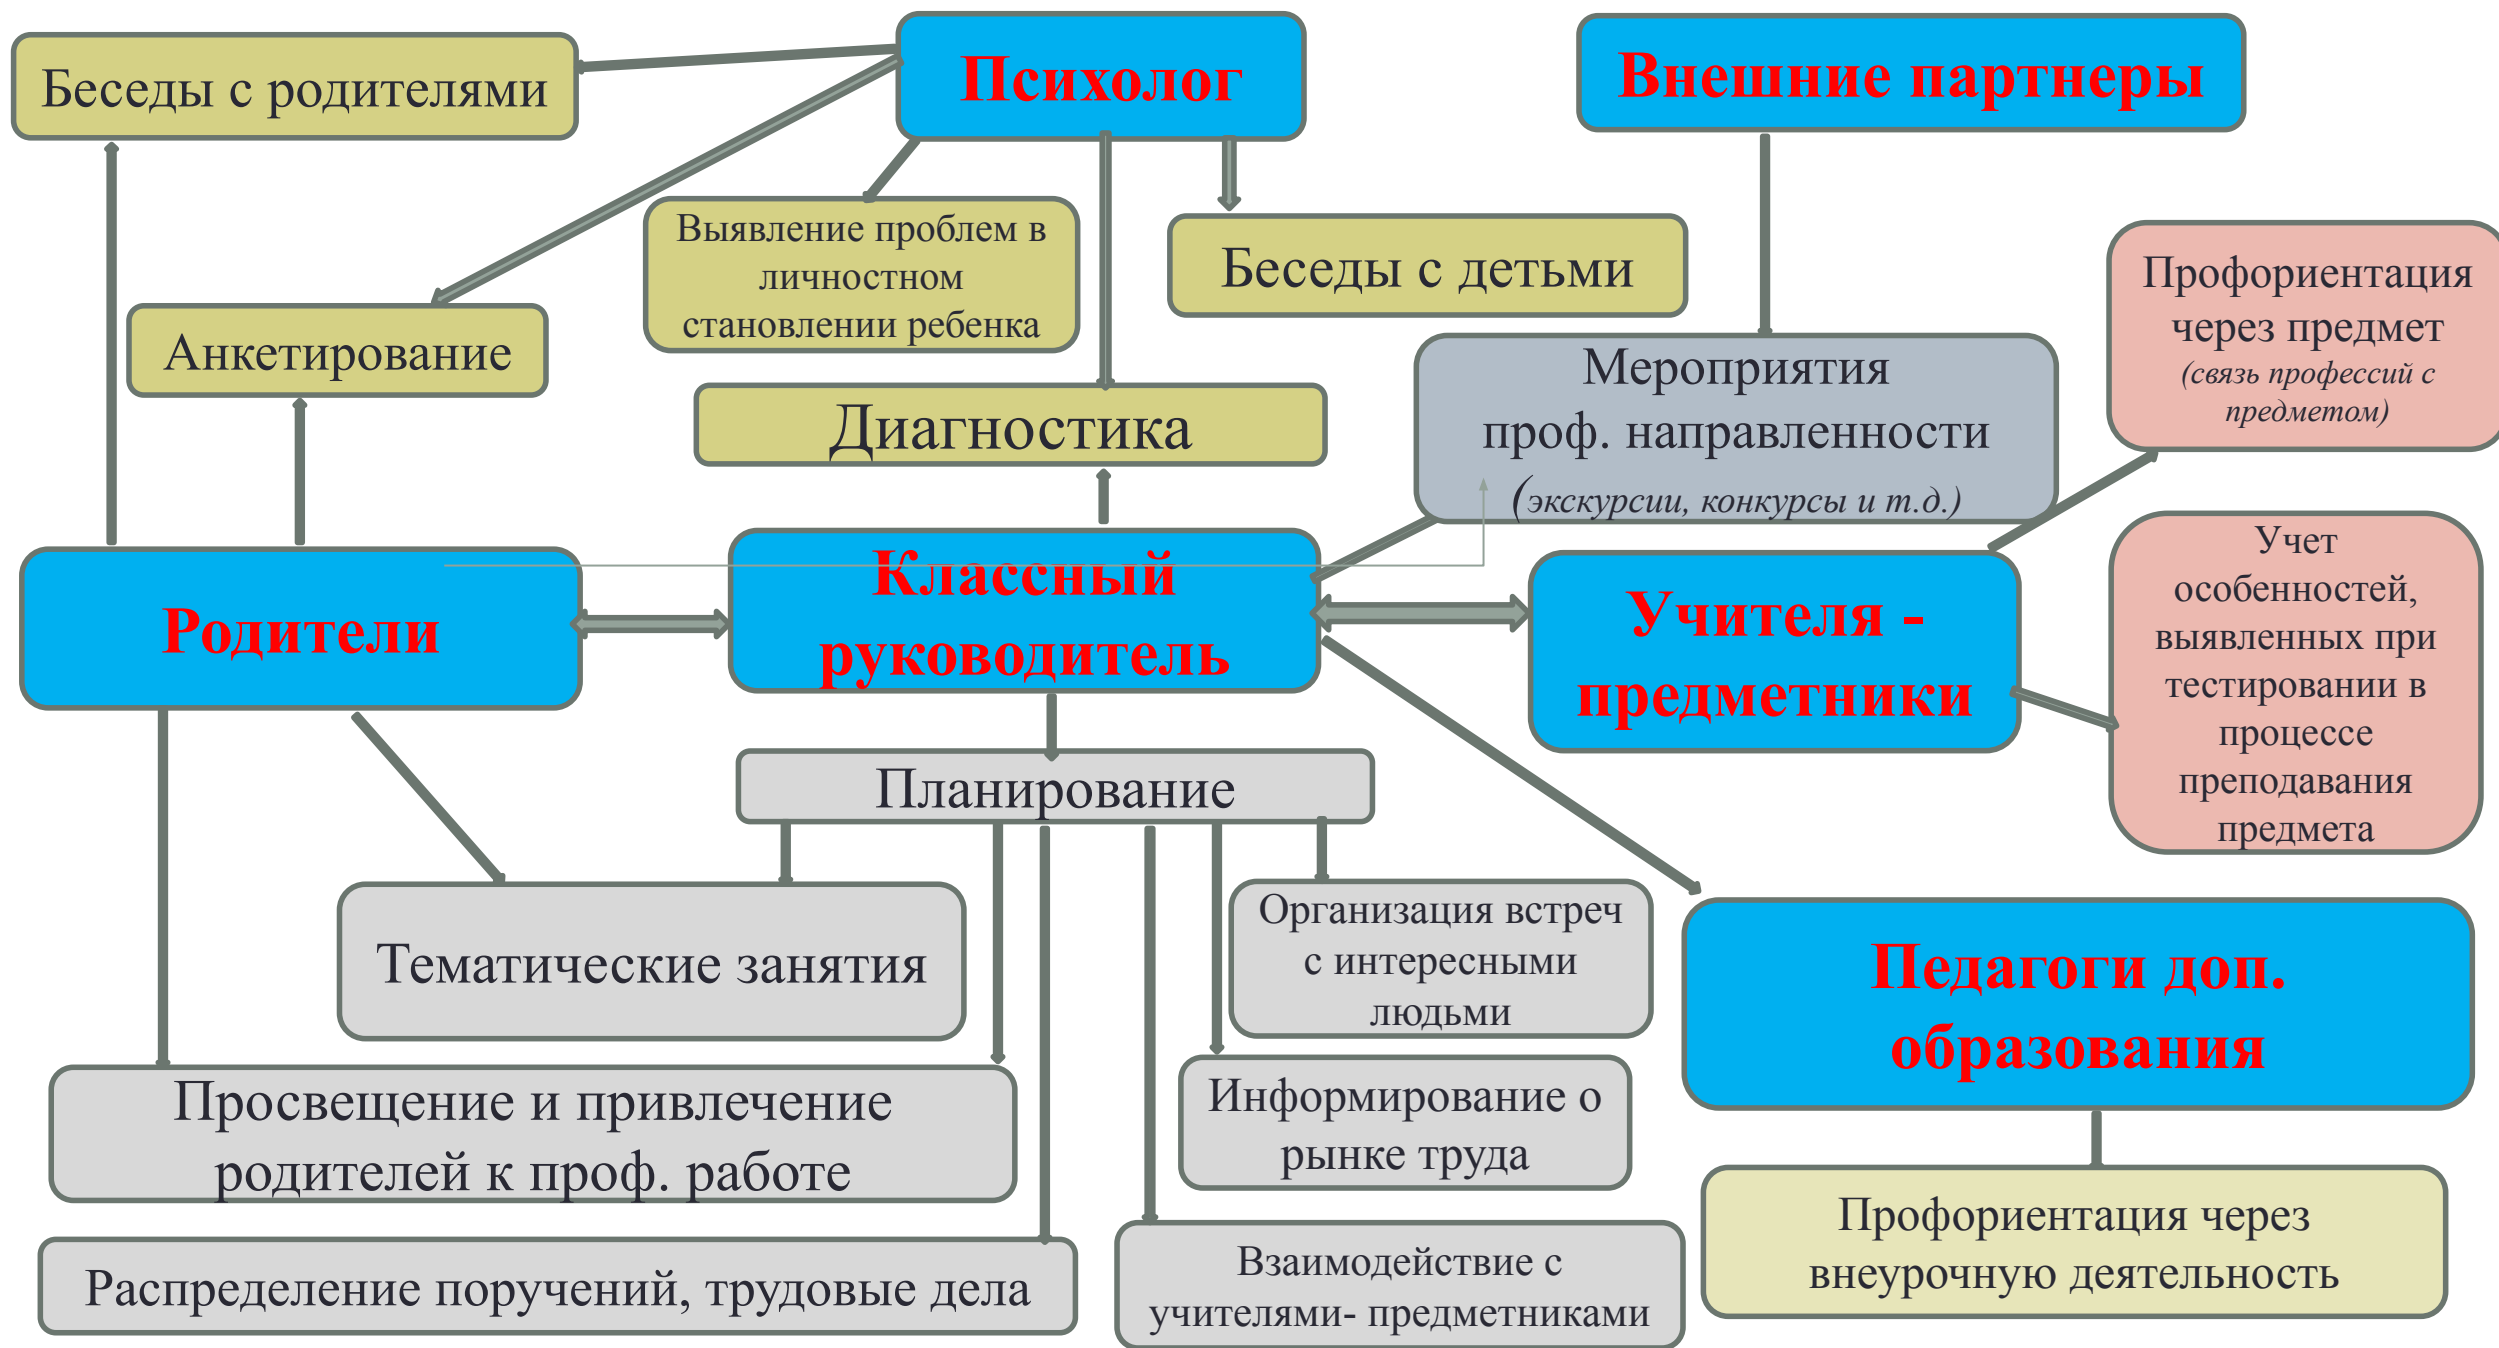 Психолог
Внешние партнеры
Беседы с родителями
Выявление проблем в
личностном
становлении ребенка
Беседы с детьми
Профориентация
через предмет
(связь профессий с
предметом)
Анкетирование
Мероприятия
проф. направленности
(экскурсии, конкурсы и т.д.)
Диагностика
Родители
Классный
руководитель
Учителя -
предметники
Учет
особенностей,
выявленных при
тестировании в
процессе
преподавания
предмета
Планирование
Тематические занятия
Организация встреч
с интересными
людьми
Педагоги доп.
образования
Просвещение и привлечение
родителей к проф. работе
Информирование о
рынке труда
Распределение поручений, трудовые дела
Взаимодействие с
учителями- предметниками
Профориентация через
внеурочную деятельность